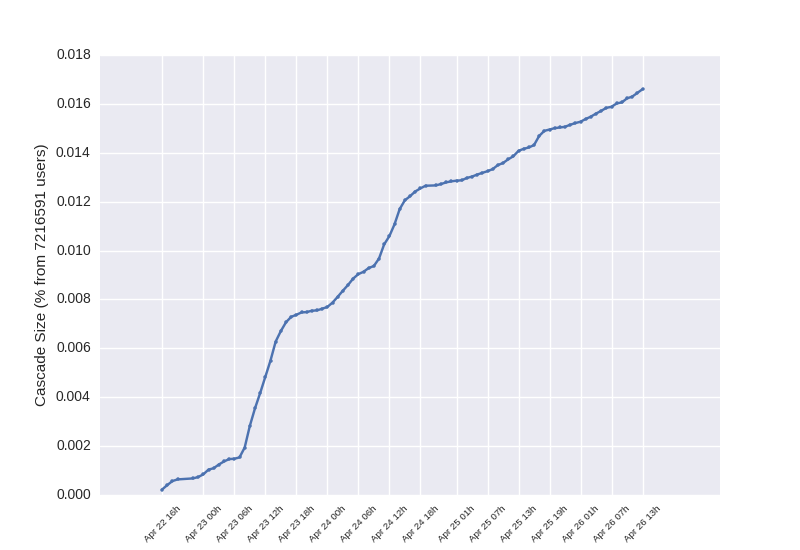 0.018
0.016
0.014
0.012
0.010
0.008
0.006
0.004
0.002
0.000
Cascade Size (% from 7216591 users)
Apr 22 16h
Apr 23 00h
Apr 23 06h
Apr 23 12h
Apr 23 18h
Apr 24 00h
Apr 24 06h
Apr 24 12h
Apr 24 18h
Apr 25 01h
Apr 25 07h
Apr 25 13h
Apr 25 19h
Apr 26 01h
Apr 26 07h
Apr 26 13h